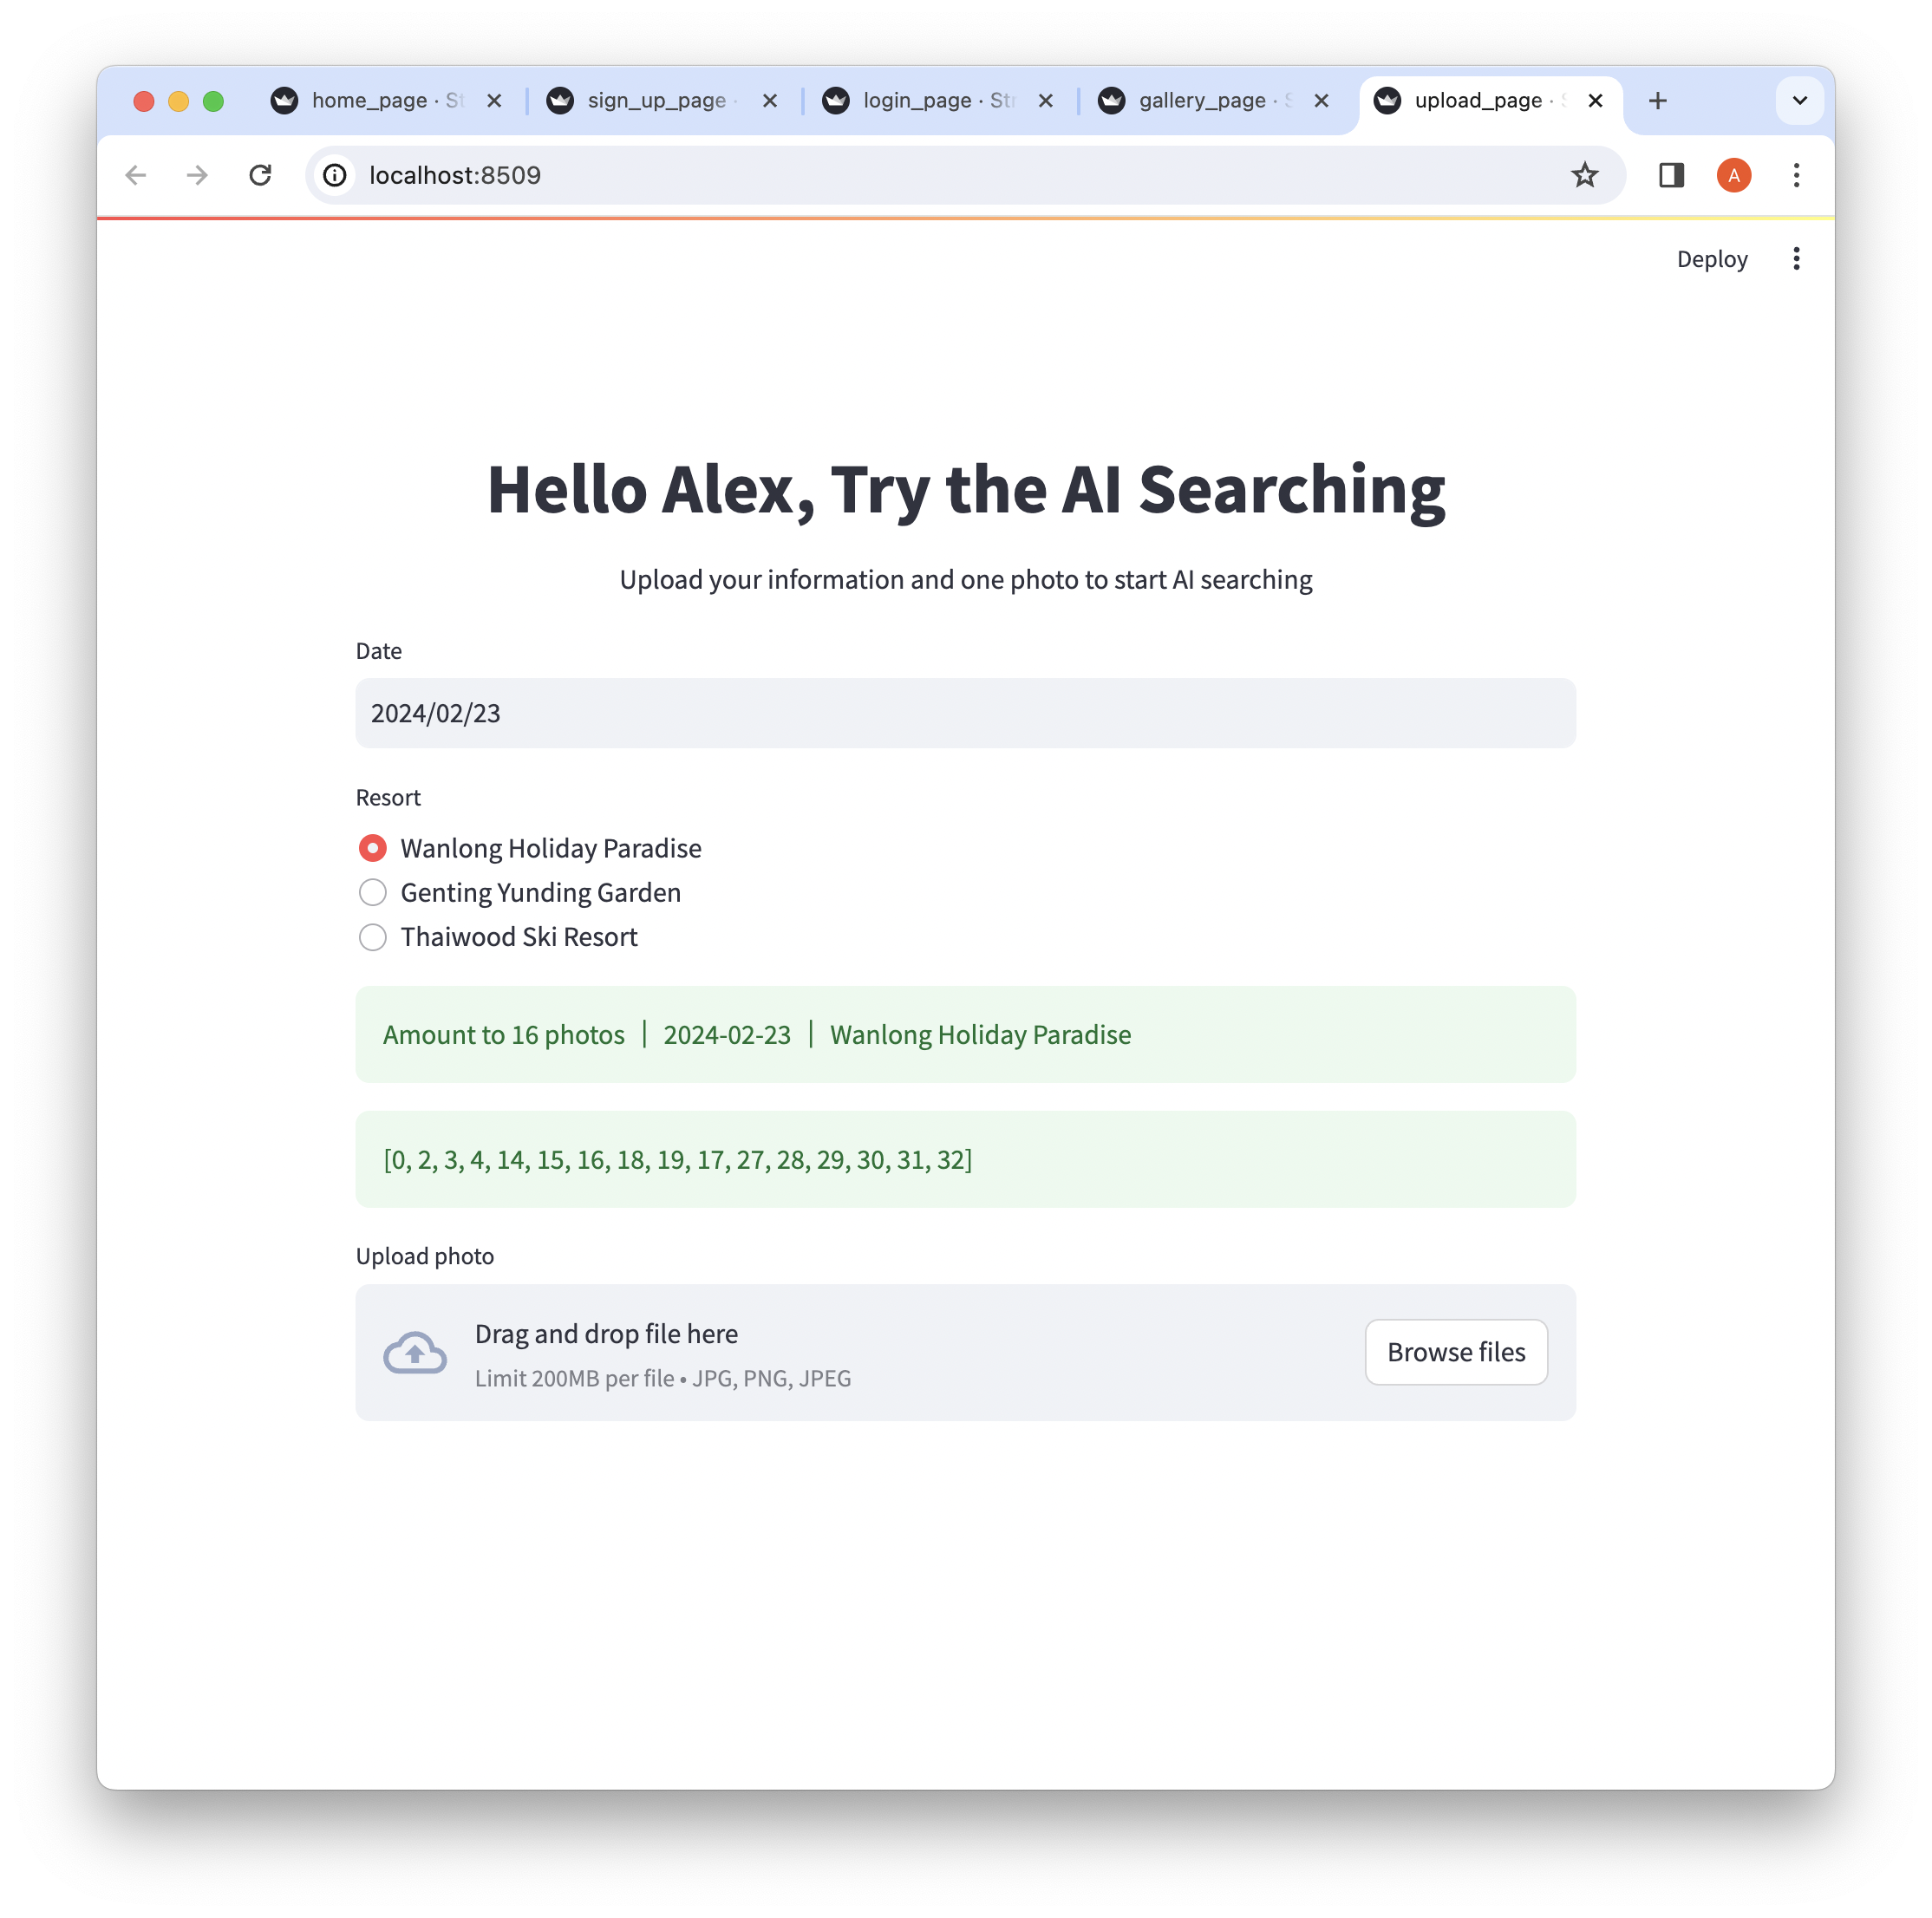 home_page · St
sign_up_page ·
login_page · Str
gallery_page · S
upload_page · S
localhost:8509
A
Deploy
Hello Alex, Try the AI Searching
Upload your information and one photo to start AI searching
Date
2024/02/23
Resort
Wanlong Holiday Paradise
Genting Yunding Garden
Thaiwood Ski Resort
Amount to 16 photos | 2024-02-23 | Wanlong Holiday Paradise
[0, 2, 3, 4, 14, 15, 16, 18, 19, 17, 27, 28, 29, 30, 31, 32]
Upload photo
Drag and drop file here
Limit 200MB per file • JPG, PNG, JPEG
Browse files